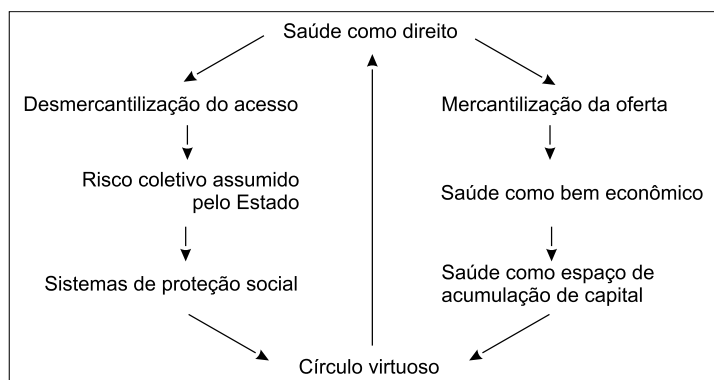 Saúde como direito
Desmercantilização do acesso
Risco coletivo assumido
pelo Estado
Sistemas de proteção social
Mercantilização da oferta
Saúde como bem econômico
Saúde como espaço de
acumulação de capital
Círculo virtuoso